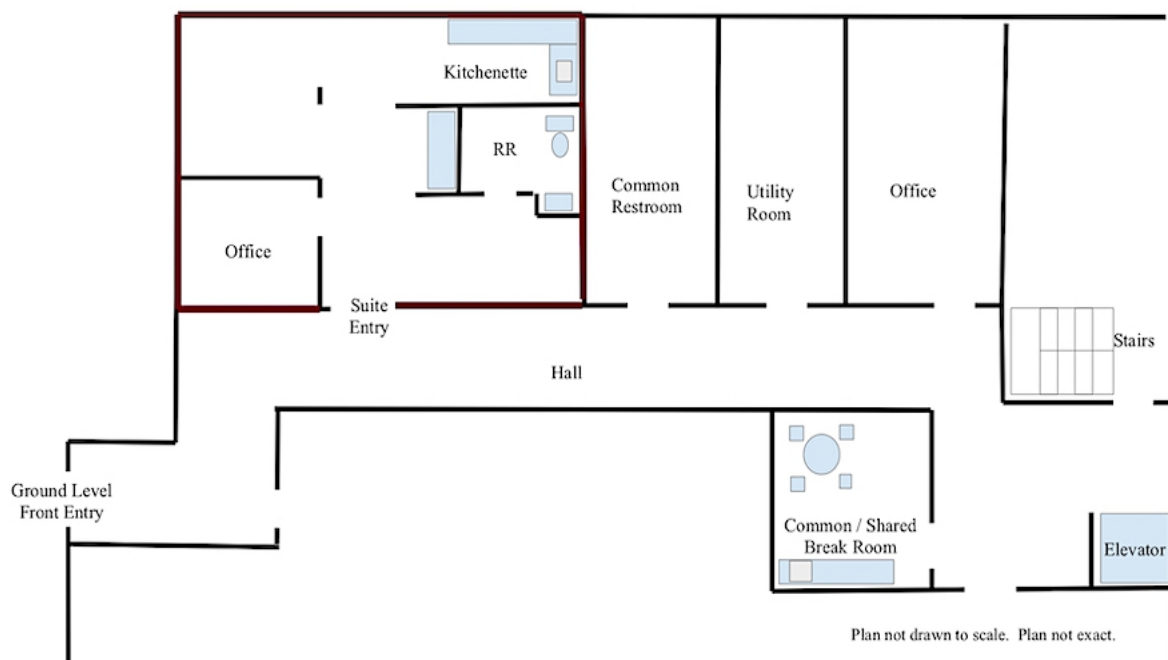 Kitchenette
RR
Common
Restroom
Utility
Room
Office
Office
Suite
Entry
Stairs
Hall
Ground Level
Front Entry
Common / Shared
Break Room
Elevator
Plan not drawn to scale.  Plan not exact.